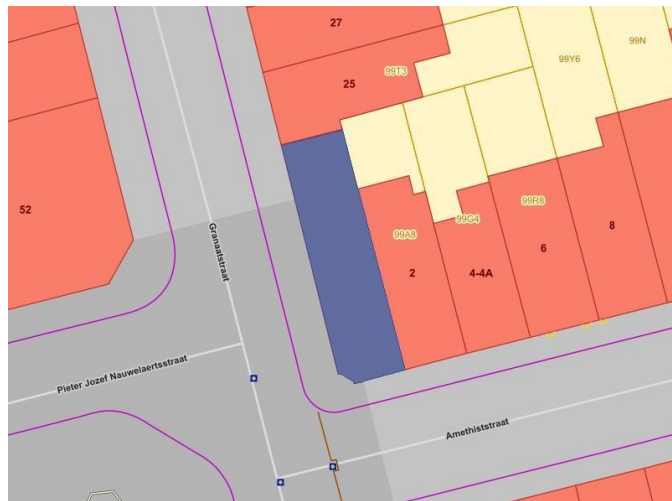 27
99N
99Y6
99T3
25
52
99R8
99G4
99A8
8
6
4-4A
2
Granaatstraat
Pieter Jozef Nauwelaertsstraat
Amethiststraat